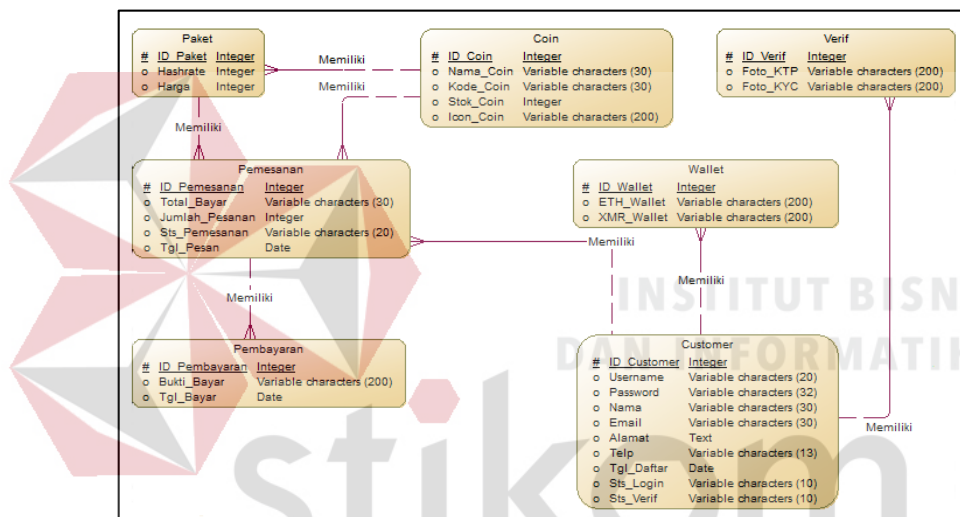 Paket
# ID_Paket Integer
o Hashrate Integer
o Harga Integer
Memiliki
Coin
# ID_Coin Integer
o Nama_Coin Variable characters (30)
o Kode_Coin Variable characters (30)
o Stok_Coin Integer
o Icon_Coin Variable characters (200)
Memiliki
Verif
# ID_Verif Integer
o Foto_KTP Variable characters (200)
o Foto_KYC Variable characters (200)
Memiliki
Pemesanan
# ID_Pemesanan Integer
o Total_Bayar Variable characters (30)
o Jumlah_Pesanan Integer
o Sts_Pemesanan Variable characters (20)
o Tgl_Pesan Date
Wallet
# ID_Wallet Integer
o ETH_Wallet Variable characters (200)
o XMR_Wallet Variable characters (200)
Memiliki
Memiliki
Memiliki
INSTITUT BISN
DAN INFORMATIK
Pembayaran
# ID_Pembayaran Integer
o Bukti_Bayar Variable characters (200)
o Tgl_Bayar Date
Customer
# ID_Customer Integer
o Username Variable characters (20)
o Password Variable characters (32)
o Nama Variable characters (30)
o Email Variable characters (30)
o Alamat Text
o Telp Variable characters (13)
o Tgl_Daftar Date
o Sts_Login Variable characters (10)
o Sts_Verif Variable characters (10)
Memiliki
stikom